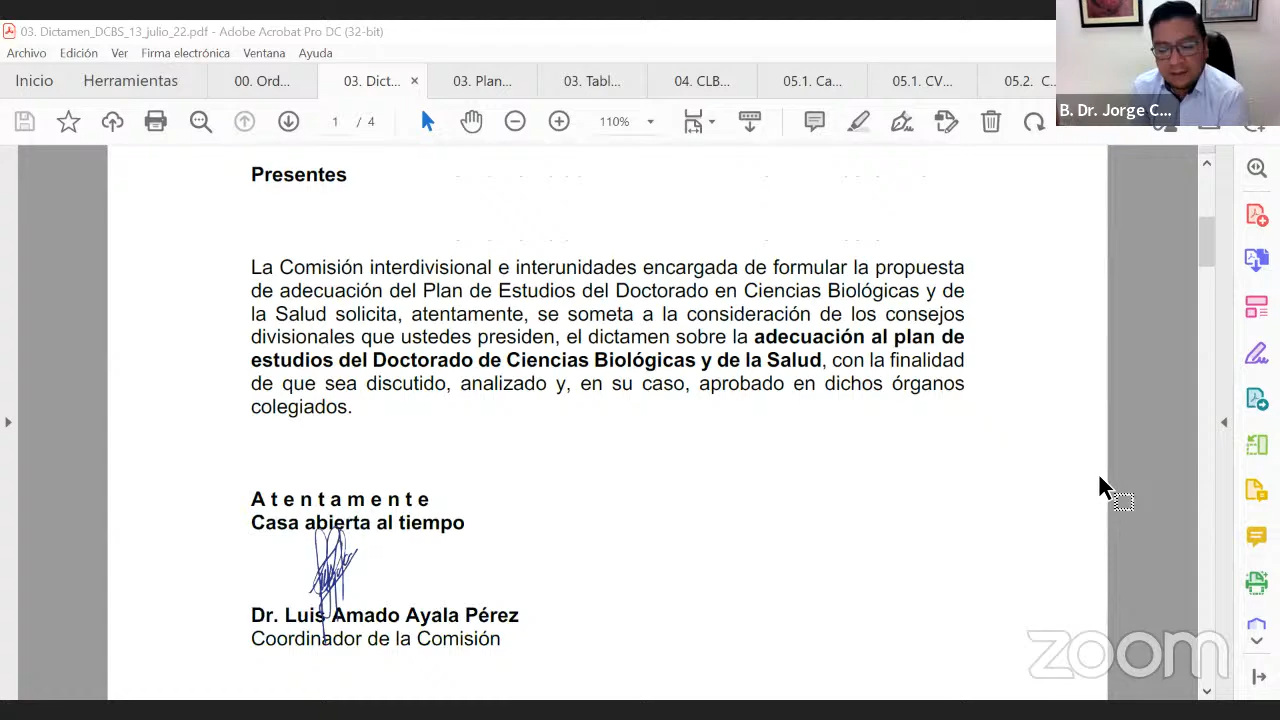 03. Dictamen_DCBS_13_julio_22.pdf - Adobe Acrobat Pro DC (32-bit)
Archivo Edición Ver Firma electrónica Ventana Ayuda
Inicio Herramientas 00. Ord... 03. Dict... × 03. Plan... 03. Tabl... 04. CLB... 05.1. Ca... 05.1. CV... 05.2. C...
B. Dr. Jorge C...
1 / 4 110%
Presentes
La Comisión interdivisional e interunidades encargada de formular la propuesta
de adecuación del Plan de Estudios del Doctorado en Ciencias Biológicas y de
la Salud solicita, atentamente, se someta a la consideración de los consejos
divisionales que ustedes presiden, el dictamen sobre la adecuación al plan de
estudios del Doctorado de Ciencias Biológicas y de la Salud, con la finalidad
de que sea discutido, analizado y, en su caso, aprobado en dichos órganos
colegiados.
A t e n t a m e n t e
Casa abierta al tiempo
Dr. Luis Amado Ayala Pérez
Coordinador de la Comisión
zoom